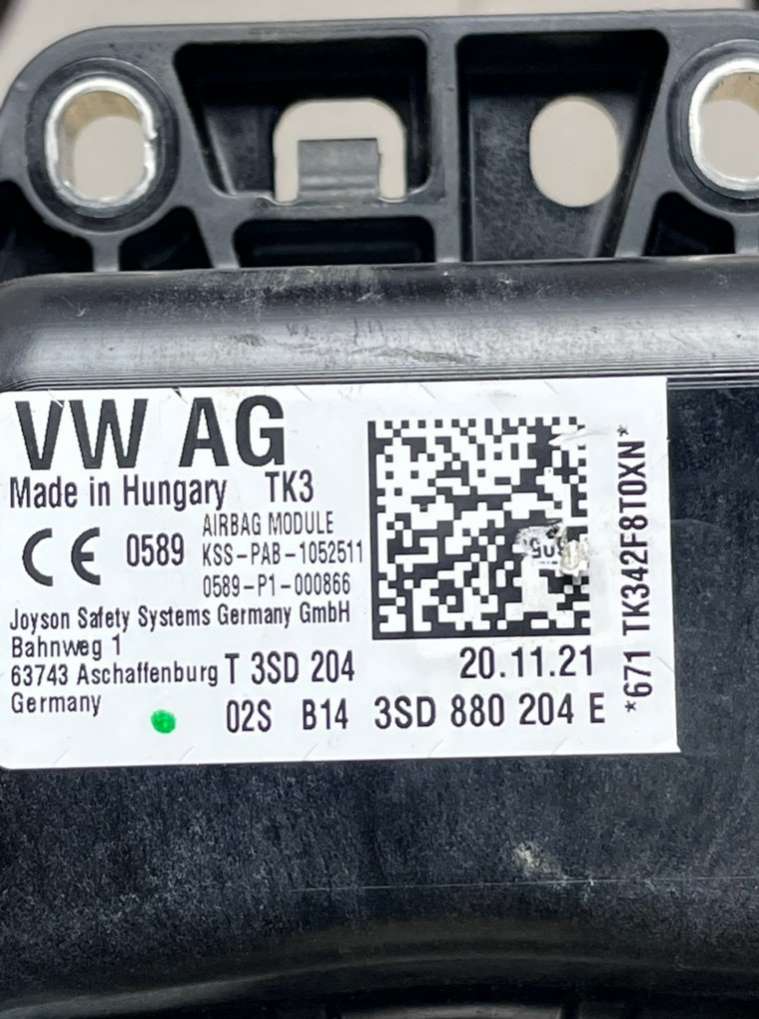 VW AG
Made in Hungary TK3
CE 0589
AIRBAG MODULE
KSS-PAB-1052511
0589-P1-000866
Joyson Safety Systems Germany GmbH
Bahnweg 1
63743 Aschaffenburg T 3SD 204
Germany
20.11.21
02S B14 3SD 880 204 E
*671 TK342F8T0XN*